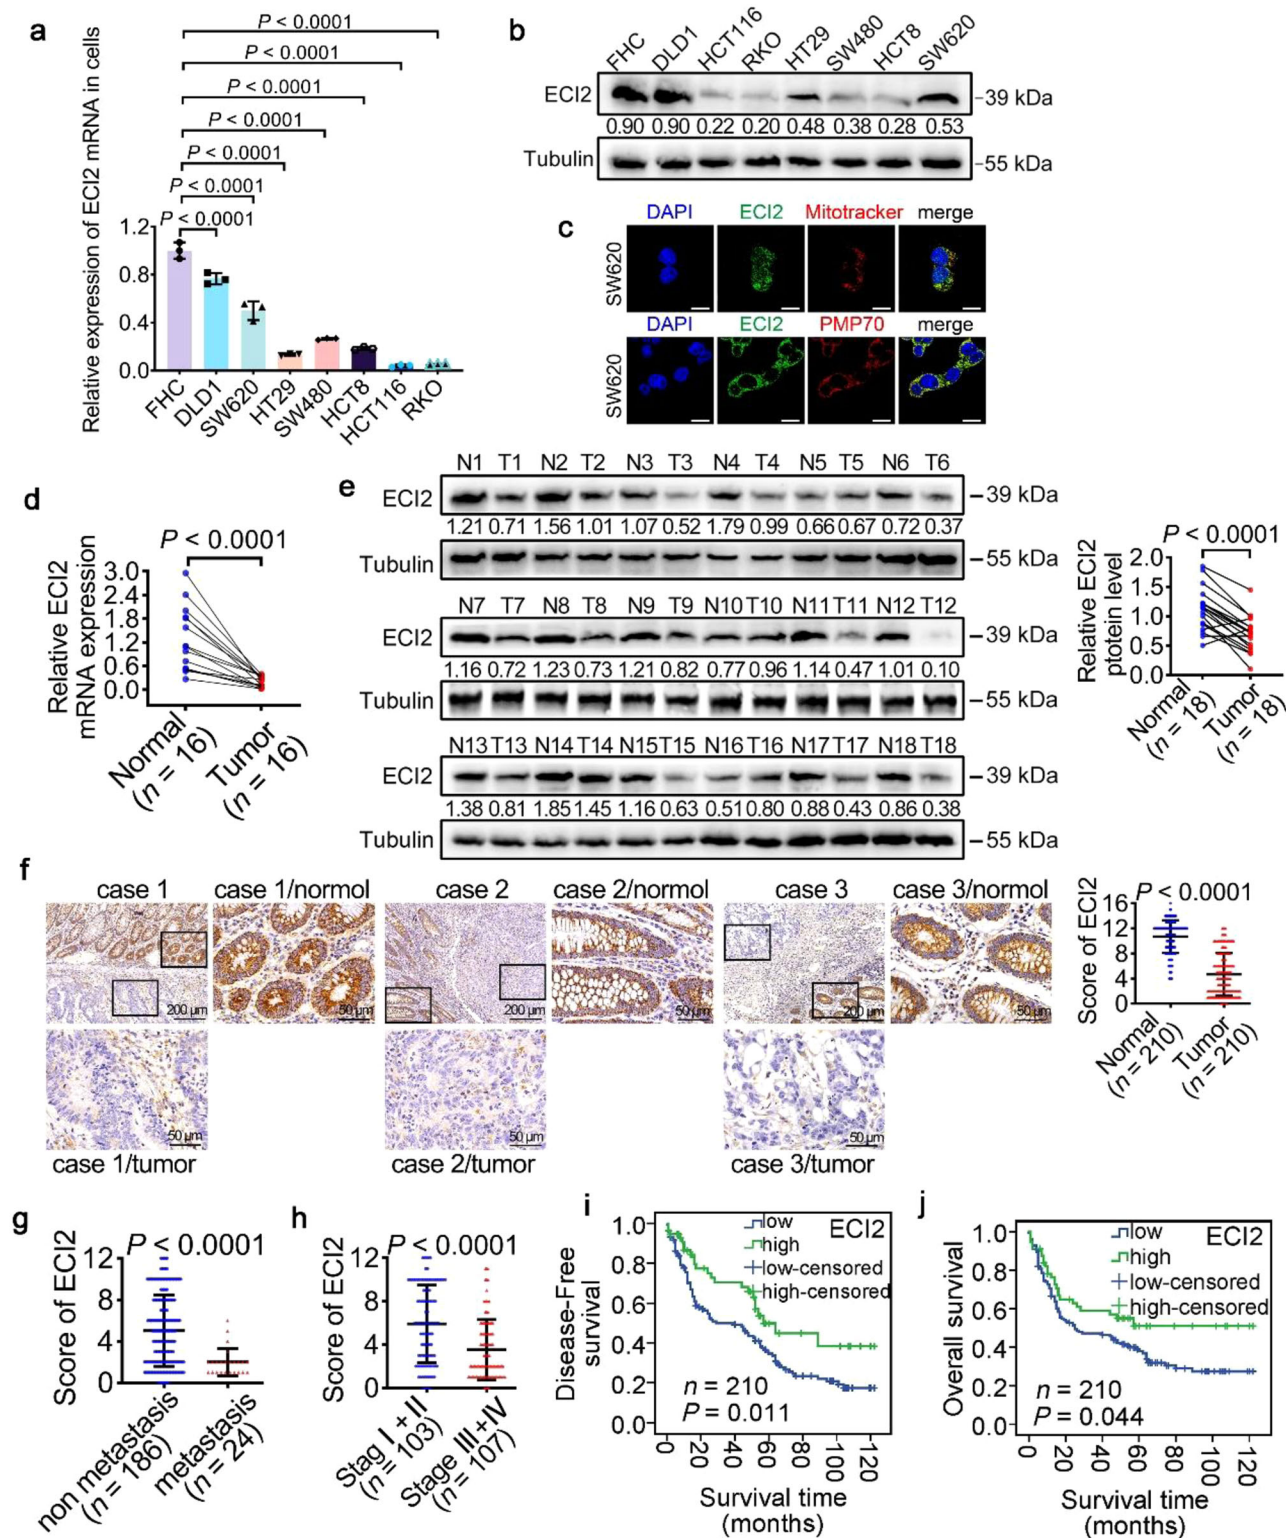 a
Relative expression of ECI2 mRNA in cells
P < 0.0001
P < 0.0001
P < 0.0001
P < 0.0001
P < 0.0001
P < 0.0001
P < 0.0001
1.2
0.8
0.4
0.0
FHC DLD1 SW620 HT29 SW480 HCT8 HCT116 RKO
b
FHC DLD1 HCT116 RKO HT29 SW480 HCT8 SW620
ECI2 -39 kDa
0.90 0.90 0.22 0.20 0.48 0.38 0.28 0.53
Tubulin -55 kDa
c
DAPI ECI2 Mitotracker merge
SW620
DAPI ECI2 PMP70 merge
SW620
d
P < 0.0001
Relative ECI2
mRNA expression
3.0
2.4
1.8
1.2
0.6
0.0
Normal
(n = 16)
Tumor
(n = 16)
e
N1 T1 N2 T2 N3 T3 N4 T4 N5 T5 N6 T6
ECI2 -39 kDa
1.21 0.71 1.56 1.01 1.07 0.52 1.79 0.99 0.66 0.67 0.72 0.37
Tubulin -55 kDa
N7 T7 N8 T8 N9 T9 N10 T10 N11 T11 N12 T12
ECI2 -39 kDa
1.16 0.72 1.23 0.73 1.21 0.82 0.77 0.96 1.14 0.47 1.01 0.10
Tubulin -55 kDa
N13 T13 N14 T14 N15 T15 N16 T16 N17 T17 N18 T18
ECI2 -39 kDa
1.38 0.81 1.85 1.45 1.16 0.63 0.51 0.80 0.88 0.43 0.86 0.38
Tubulin -55 kDa
P < 0.0001
Relative ECI2
ptotein level
2.0
1.5
1.0
0.5
0.0
Normal
(n = 18)
Tumor
(n = 18)
f
case 1 case 1/normol case 2 case 2/normol case 3 case 3/normol
200 µm 50 µm 200 µm 50 µm 200 µm 50 µm
50 µm 50 µm 50 µm
case 1/tumor case 2/tumor case 3/tumor
P < 0.0001
Score of ECI2
16
12
8
4
0
Normal
(n = 210)
Tumor
(n = 210)
g
P < 0.0001
Score of ECI2
12
8
4
0
non metastasis
(n = 186)
metastasis
(n = 24)
h
P < 0.0001
Score of ECI2
12
8
4
0
Stag I + II
(n = 103)
Stage III+IV
(n = 107)
i
ECI2
low
high
low-censored
high-censored
Disease-Free
survival
1.0
0.8
0.6
0.4
0.2
0.0
n = 210
P = 0.011
0 20 40 60 80 100 120
Survival time
(months)
j
ECI2
low
high
low-censored
high-censored
Overall survival
1.0
0.8
0.6
0.4
0.2
0.0
n = 210
P = 0.044
0 20 40 60 80 100 120
Survival time
(months)